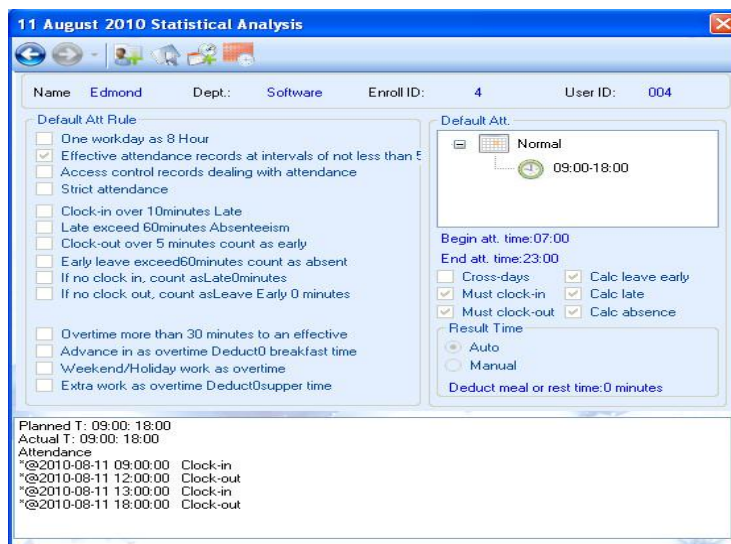 11 August 2010 Statistical Analysis
Name Edmond Dept.: Software Enroll ID: 4 User ID: 004
Default Att Rule
One workday as 8 Hour
Effective attendance records at intervals of not less than 5
Access control records dealing with attendance
Strict attendance
Clock-in over 10minutes Late
Late exceed 60minutes Absenteeism
Clock-out over 5 minutes count as early
Early leave exceed60minutes count as absent
If no clock in, count asLate0minutes
If no clock out, count asLeave Early 0 minutes
Overtime more than 30 minutes to an effective
Advance in as overtime Deduct0 breakfast time
Weekend/Holiday work as overtime
Extra work as overtime Deduct0supper time
Default Att.
Normal
09:00-18:00
Begin att. time:07:00
End att. time:23:00
Cross-days Calc leave early
Must clock-in Calc late
Must clock-out Calc absence
Result Time
Auto
Manual
Deduct meal or rest time:0 minutes
Planned T: 09:00: 18:00
Actual T: 09:00: 18:00
Attendance
*@2010-08-11 09:00:00 Clock-in
*@2010-08-11 12:00:00 Clock-out
*@2010-08-11 13:00:00 Clock-in
*@2010-08-11 18:00:00 Clock-out